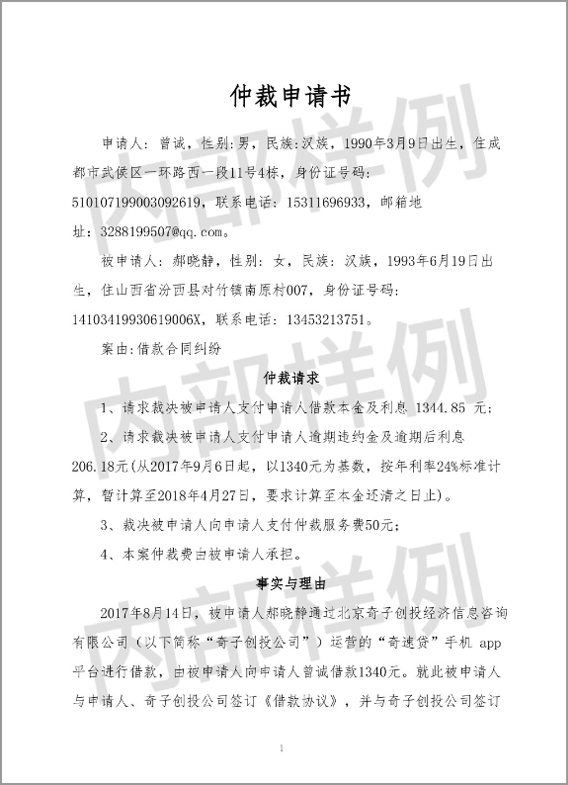 仲裁申请书
申请人: 曾诚，性别:男，民族:汉族，1990年3月9日出生，住成
都市武侯区一环路西一段11号4栋，身份证号码:
510107199003092619，联系电话: 15311696933，邮箱地
址: 3288199507@qq.com。
被申请人: 郝晓静，性别: 女，民族: 汉族，1993年6月19日出
生，住山西省汾西县对竹镇南原村007，身份证号码:
14103419930619006X，联系电话: 13453213751。
案由:借款合同纠纷
仲裁请求
1、请求裁决被申请人支付申请人借款本金及利息 1344.85 元;
2、请求裁决被申请人支付申请人逾期违约金及逾期后利息
206.18元(从2017年9月6日起，以1340元为基数，按年利率24%标准计
算，暂计算至2018年4月27日，要求计算至本金还清之日止)。
3、裁决被申请人向申请人支付仲裁服务费50元;
4、本案仲裁费由被申请人承担。
事实与理由
2017年8月14日，被申请人郝晓静通过北京奇子创投经济信息咨询
有限公司（以下简称“奇子创投公司”）运营的“奇速贷”手机 app
平台进行借款，由被申请人向申请人曾诚借款1340元。就此被申请人
与申请人、奇子创投公司签订《借款协议》，并与奇子创投公司签订
1
内部样例
内部样例
内部样例